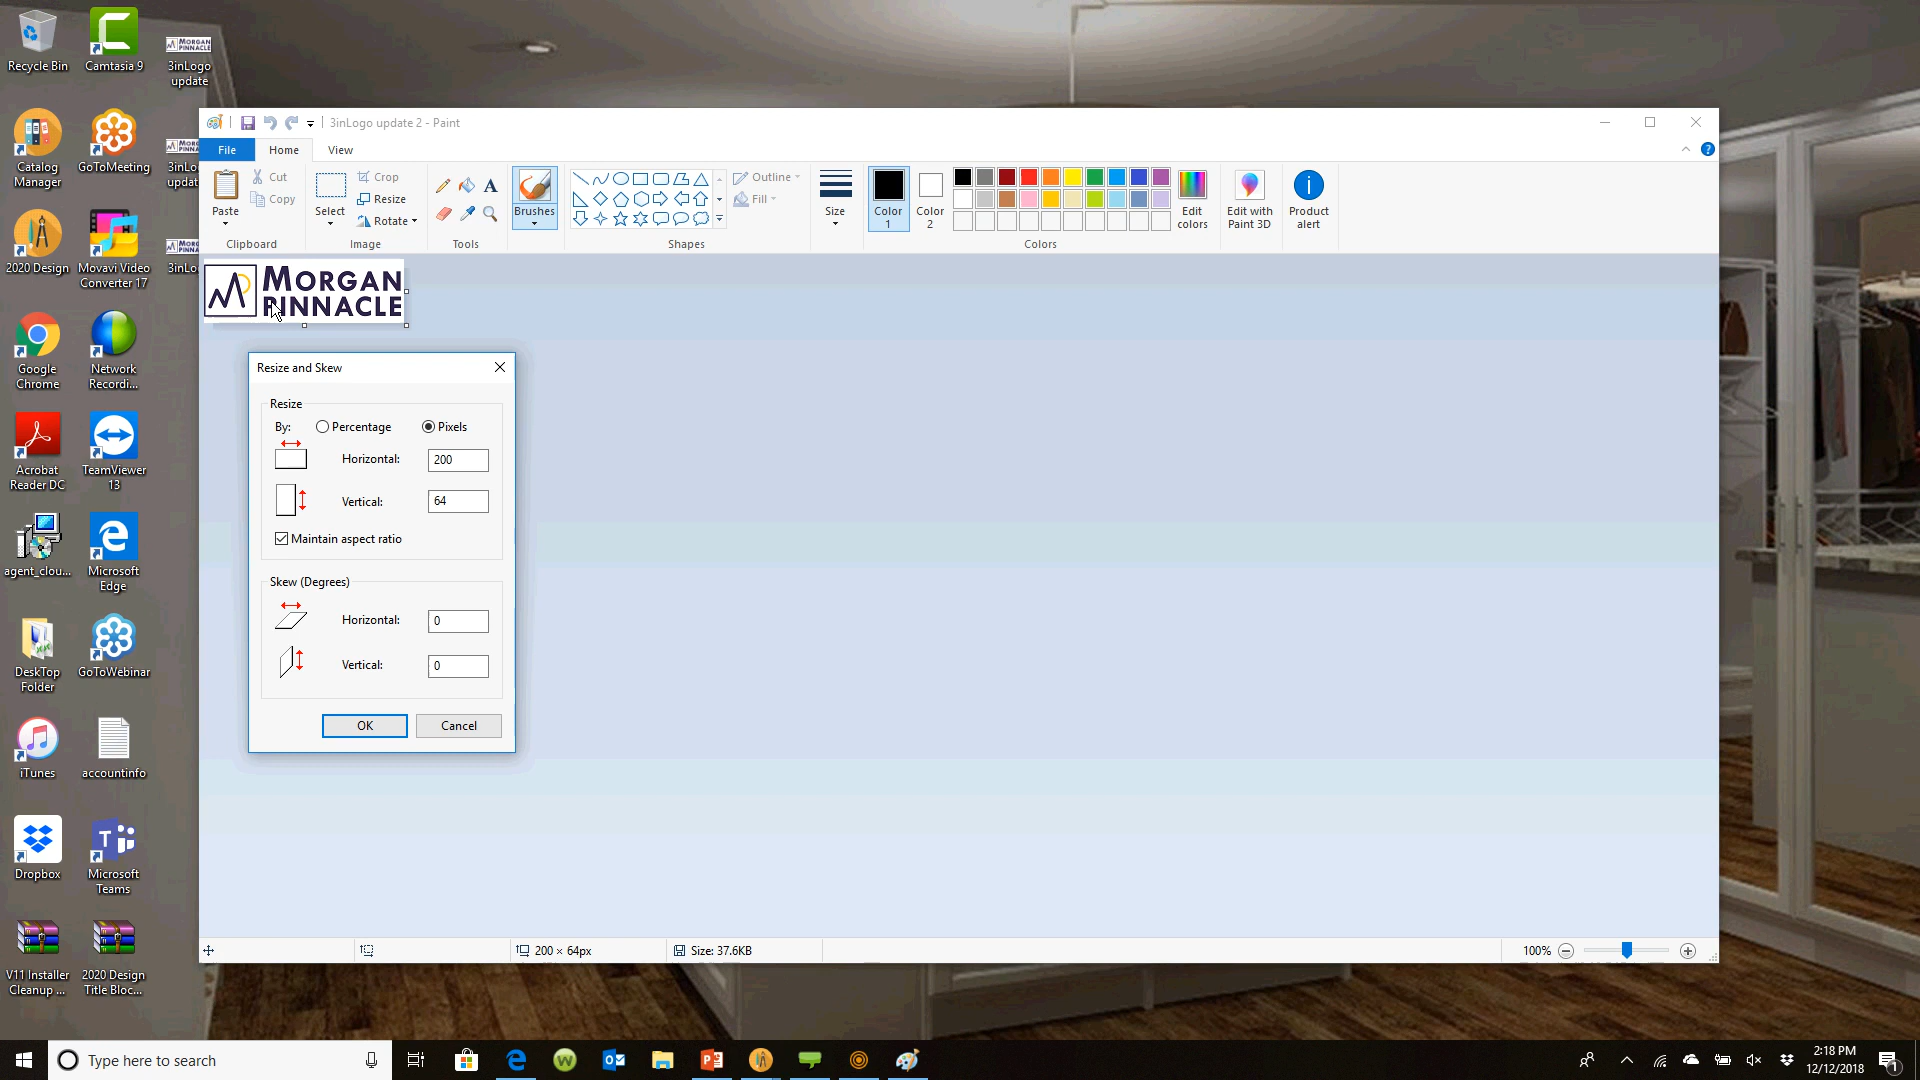 Recycle Bin
Camtasia 9
3inLogo
update
Catalog
Manager
GoToMeeting
2020 Design
Movavi Video
Converter 17
Google
Chrome
Network
Recordi...
Acrobat
Reader DC
TeamViewer
13
agent_clou...
Microsoft
Edge
DeskTop
Folder
GoToWebinar
iTunes
accountinfo
Dropbox
Microsoft
Teams
V11 Installer
Cleanup ...
2020 Design
Title Bloc...
3inLogo update 2 - Paint
File
Home
View
Paste
Cut
Copy
Clipboard
Select
Crop
Resize
Rotate
Image
Tools
Brushes
Shapes
Outline
Fill
Size
Color
1
Color
2
Edit
colors
Colors
Edit with
Paint 3D
Product
alert
MORGAN
PINNACLE
Resize and Skew
Resize
By:
Percentage
Pixels
Horizontal:
200
Vertical:
64
Maintain aspect ratio
Skew (Degrees)
Horizontal:
0
Vertical:
0
OK
Cancel
200 × 64px
Size: 37.6KB
100%
Type here to search
2:18 PM
12/12/2018